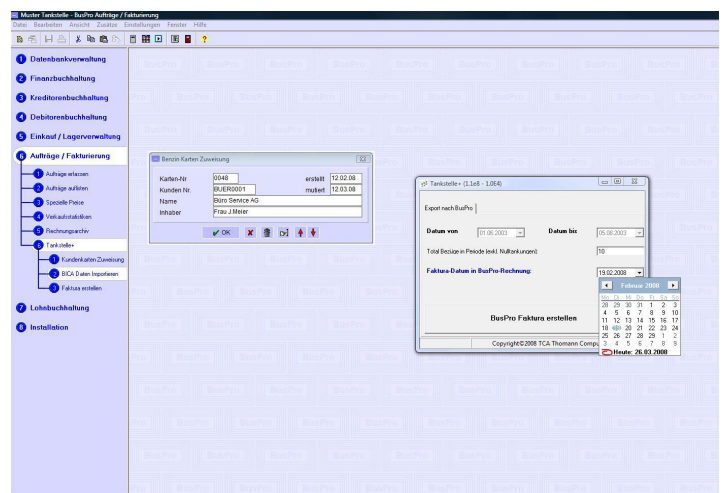 Muster Tankstelle - BusPro Aufträge / Fakturierung
Datei Bearbeiten Ansicht Zusätze Einstellungen Fenster Hilfe
1 Datenbankverwaltung
2 Finanzbuchhaltung
3 Kreditorenbuchhaltung
4 Debitorenbuchhaltung
5 Einkauf / Lagerverwaltung
6 Aufträge / Fakturierung
1 Aufträge erfassen
2 Aufträge auflisten
3 Spezielle Preise
4 Verkaufsstatistiken
5 Rechnungsarchiv
6 Tankstelle+
1 Kundenkarten Zuweisung
2 BICA Daten Importieren
3 Faktura erstellen
7 Lohnbuchhaltung
8 Installation
Benzin Karten Zuweisung
Karten-Nr 0048 erstellt 12.02.08
Kunden Nr. BUER0001 mutiert 12.03.08
Name Büro Service AG
Inhaber Frau J.Meier
OK
Tankstelle+ (1.1e8 - 1.0E4)
Export nach BusPro
Datum von 01.06.2003 Datum bis 05.08.2003
Total Bezüge in Periode (exkl. Nulltankungen): 10
Faktura-Datum in BusPro-Rechnung: 19.02.2008
Februar 2008
Mo Di Mi Do Fr Sa So
28 29 30 31 1 2 3
4 5 6 7 8 9 10
11 12 13 14 15 16 17
18 19 20 21 22 23 24
25 26 27 28 29 1 2
3 4 5 6 7 8 9
Heute: 26.03.2008
BusPro Faktura erstellen
Copyright©2008 TCA Thomann Compu